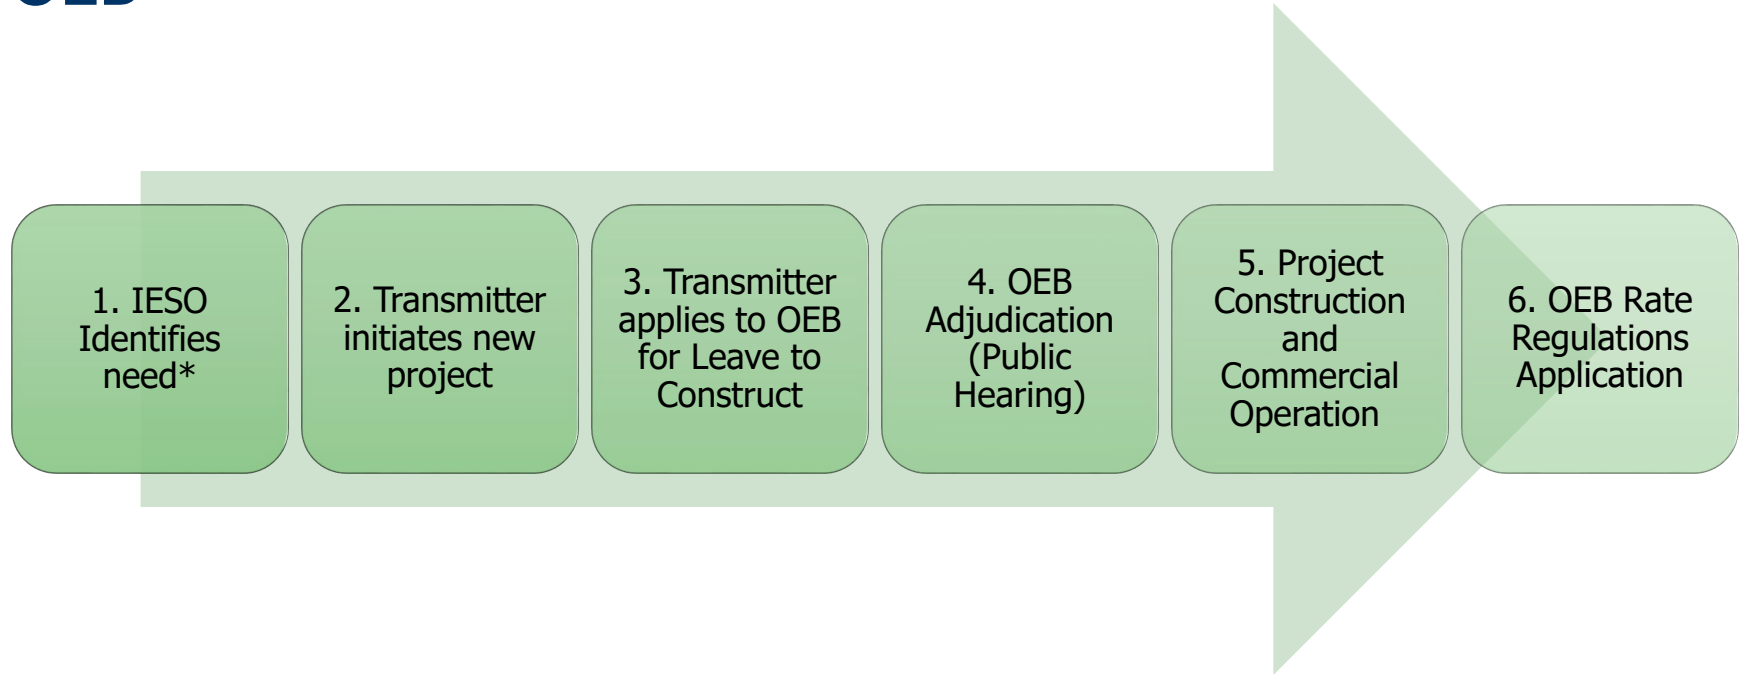 OEB
1. IESO
Identifies
need*
2. Transmitter
initiates new
project
3. Transmitter
applies to OEB
for Leave to
Construct
4. OEB
Adjudication
(Public
Hearing)
5. Project
Construction
and
Commercial
Operation
6. OEB Rate
Regulations
Application